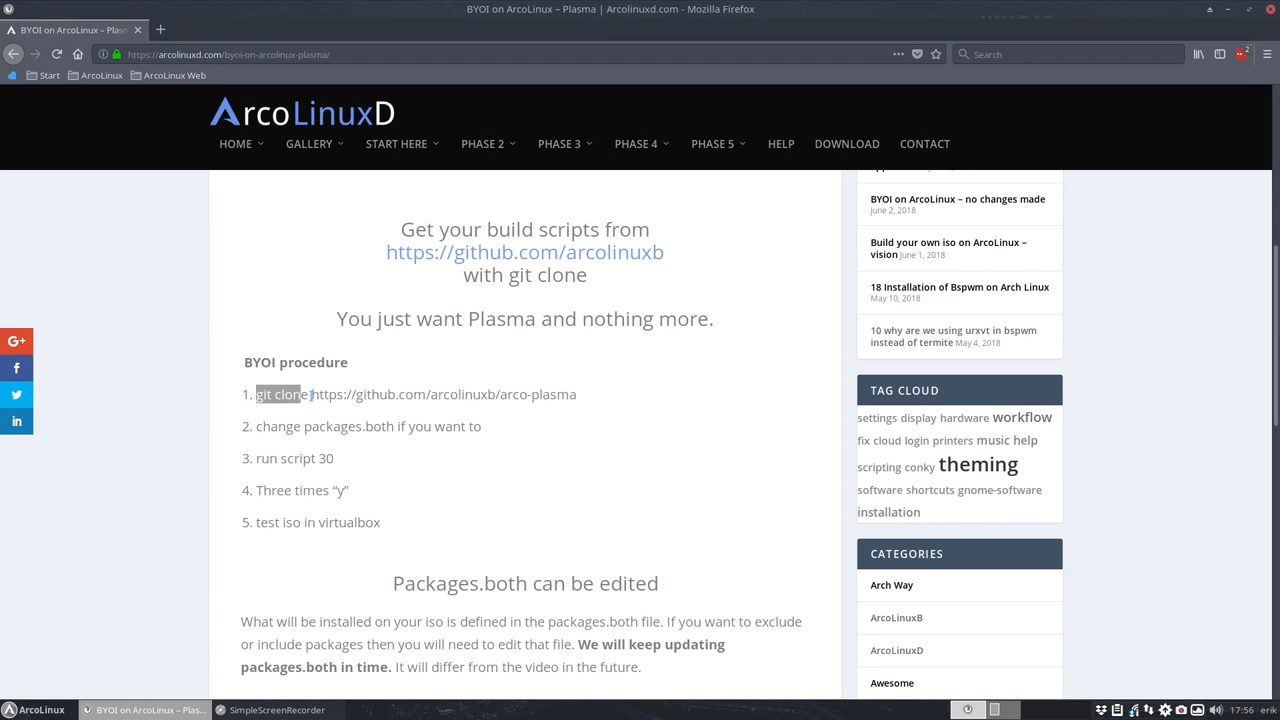 BYOI on ArcoLinux – Plasma | Arcolinuxd.com - Mozilla Firefox
BYOI on ArcoLinux – Plasm
https://arcolinuxd.com/byoi-on-arcolinux-plasma/
Search
2
Start
ArcoLinux
ArcoLinux Web
ArcoLinuxD
HOME
GALLERY
START HERE
PHASE 2
PHASE 3
PHASE 4
PHASE 5
HELP
DOWNLOAD
CONTACT
Get your build scripts from
https://github.com/arcolinuxb
with git clone
You just want Plasma and nothing more.
BYOI procedure
1. git clone https://github.com/arcolinuxb/arco-plasma
2. change packages.both if you want to
3. run script 30
4. Three times “y”
5. test iso in virtualbox
Packages.both can be edited
What will be installed on your iso is defined in the packages.both file. If you want to exclude
or include packages then you will need to edit that file. We will keep updating
packages.both in time. It will differ from the video in the future.
BYOI on ArcoLinux – no changes made
June 2, 2018
Build your own iso on ArcoLinux –
vision June 1, 2018
18 Installation of Bspwm on Arch Linux
May 10, 2018
10 why are we using urxvt in bspwm
instead of termite May 4, 2018
TAG CLOUD
settings display hardware workflow
fix cloud login printers music help
scripting conky theming
software shortcuts gnome-software
installation
CATEGORIES
Arch Way
ArcoLinuxB
ArcoLinuxD
Awesome
G+
f
in
ArcoLinux
BYOI on ArcoLinux – Plas...
SimpleScreenRecorder
17:56 erik